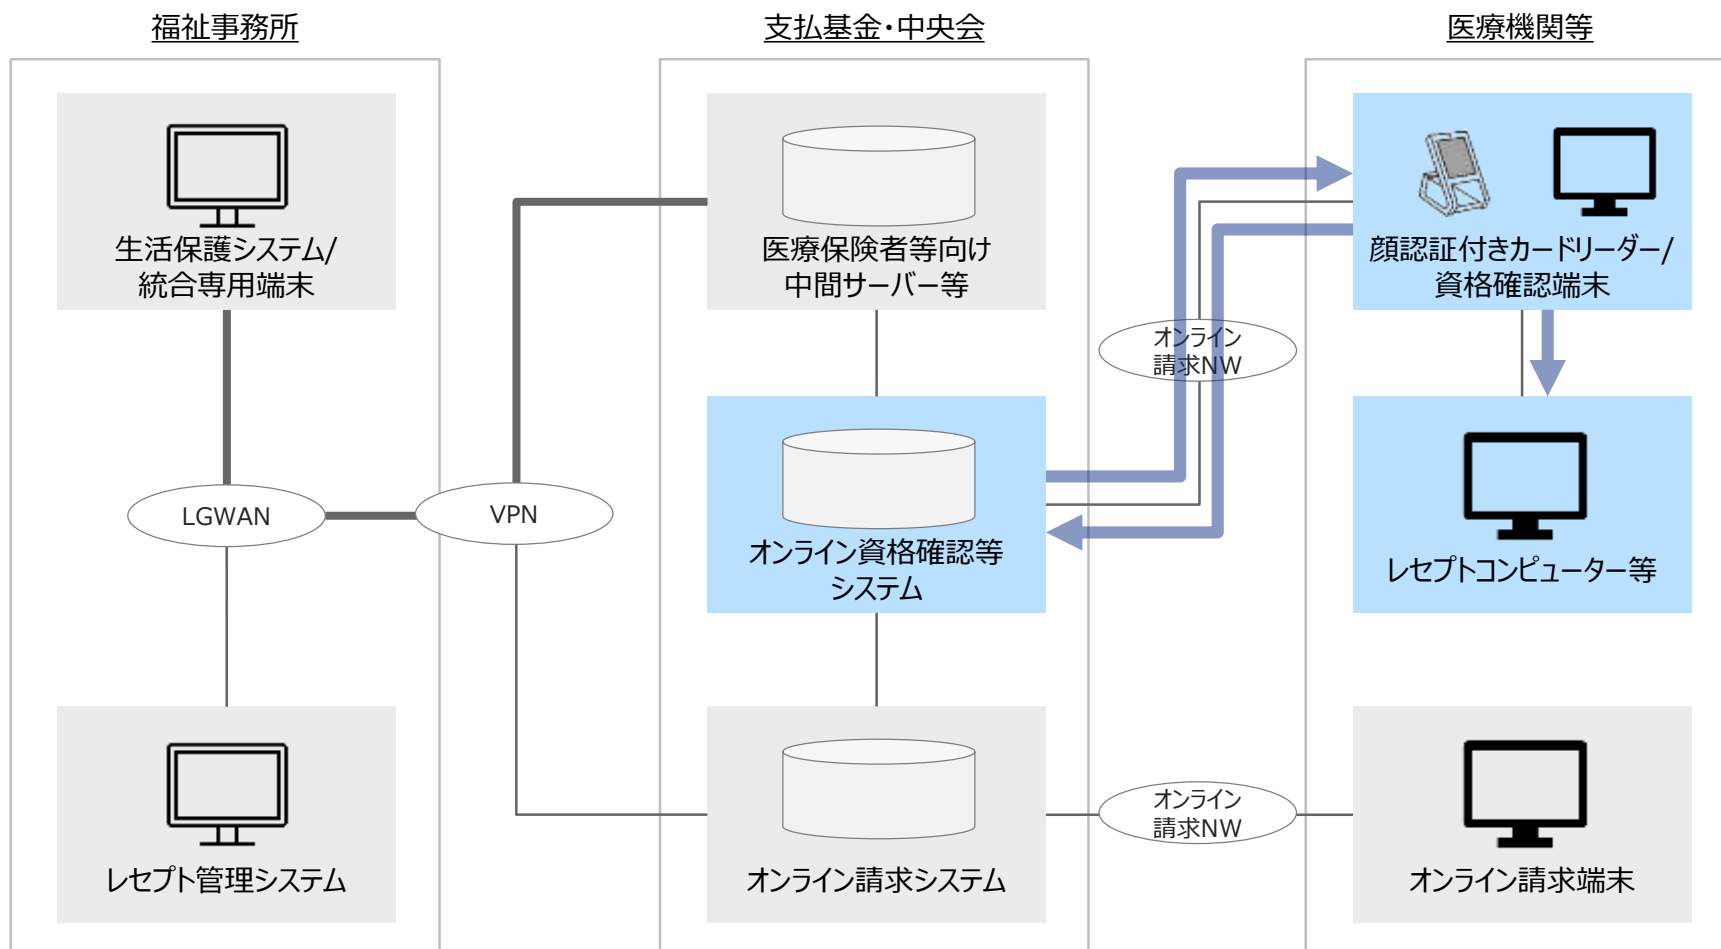 福祉事務所
支払基金・中央会
医療機関等
生活保護システム/
統合専用端末
医療保険者等向け
中間サーバー等
顔認証付きカードリーダー/
資格確認端末
オンライン
請求NW
LGWAN
VPN
オンライン資格確認等
システム
レセプトコンピューター等
レセプト管理システム
オンライン請求システム
オンライン
請求NW
オンライン請求端末